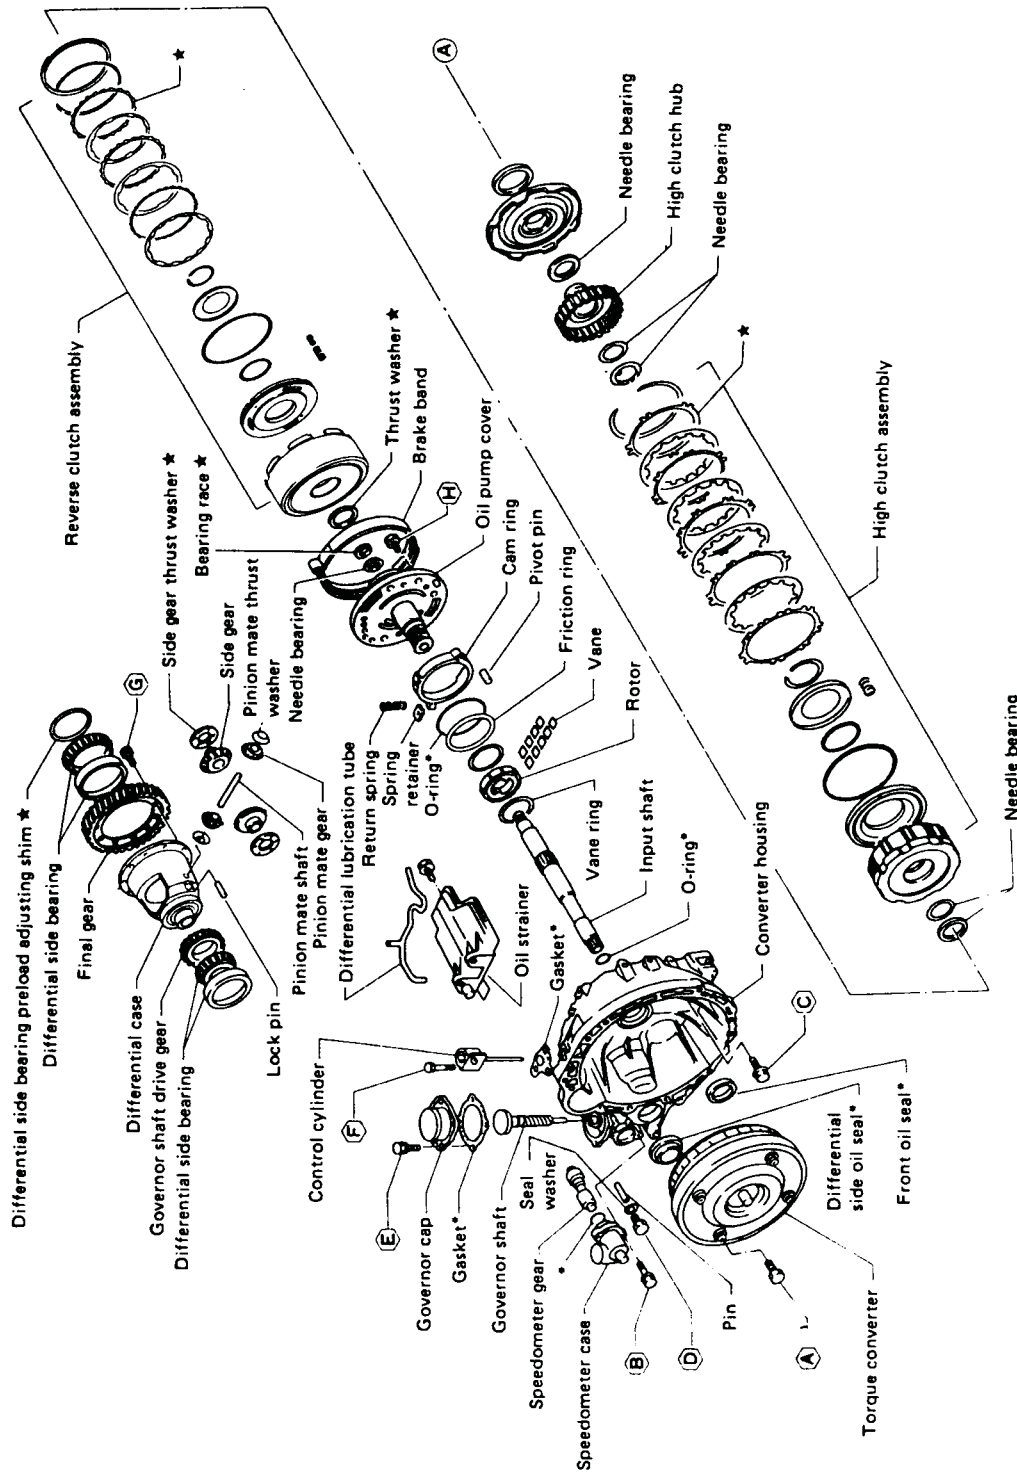 Differential side bearing preload adjusting shim ★
Differential side bearing
Final gear
Differential case
Governor shaft drive gear
Differential side bearing
Lock pin
G
Side gear thrust washer ★
Bearing race ★
Side gear
Pinion mate thrust
washer
Needle bearing
Pinion mate shaft
Pinion mate gear
Reverse clutch assembly
★
Thrust washer ★
Brake band
H
Oil pump cover
Cam ring
Pivot pin
Friction ring
Vane
Rotor
Differential lubrication tube
Return spring
Spring
retainer
O-ring*
Vane ring
Input shaft
O-ring*
Oil strainer
Gasket*
Converter housing
Control cylinder
F
E
Governor cap
Gasket*
Governor shaft
Seal
washer
Speedometer gear
*
Speedometer case
B
D
Pin
A
Torque converter
Differential
side oil seal*
Front oil seal*
C
A
Needle bearing
High clutch hub
Needle bearing
★
High clutch assembly
Needle bearing